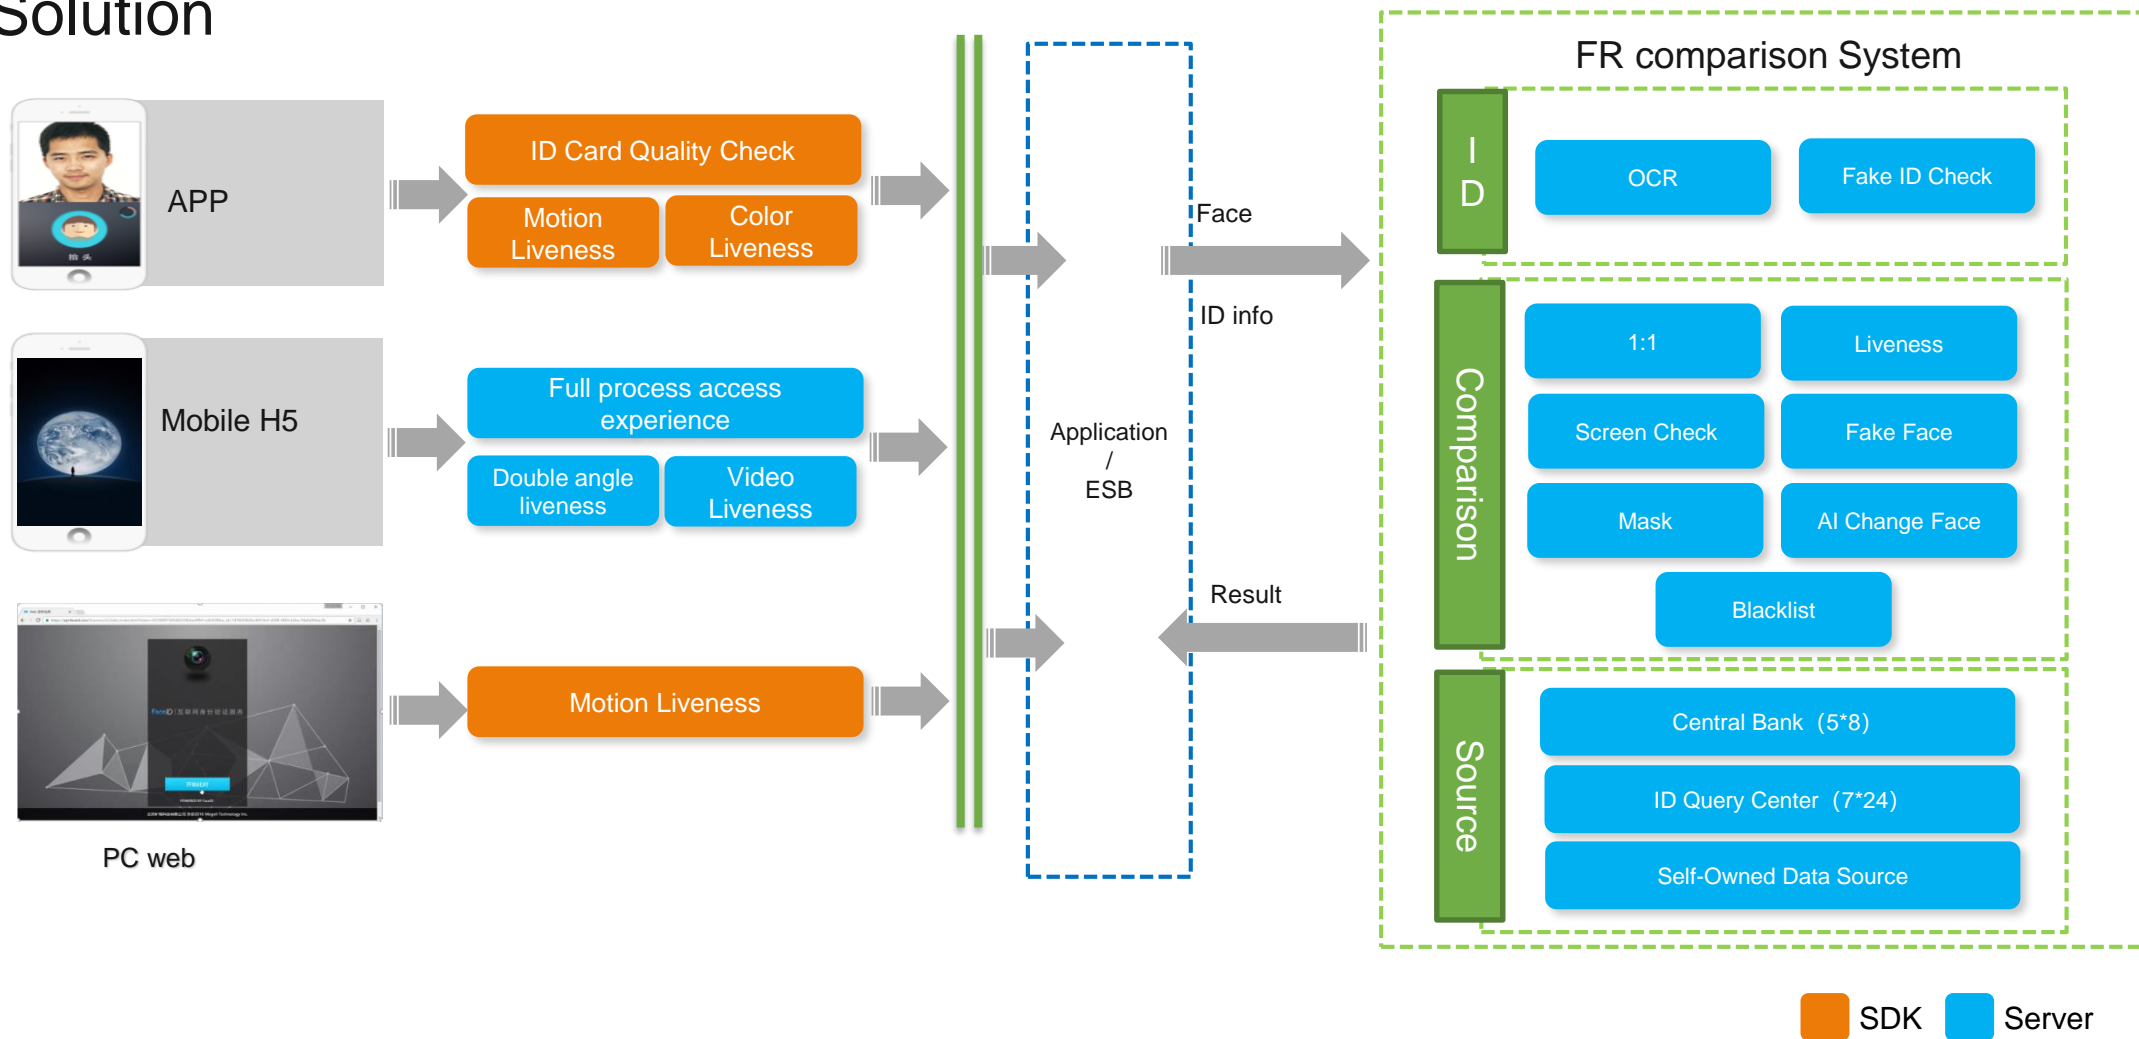 Solution
抬头
APP
ID Card Quality Check
Motion
Liveness
Color
Liveness
Mobile H5
Full process access
experience
Double angle
liveness
Video
Liveness
PC web
Motion Liveness
Application
/
ESB
Face
ID info
Result
FR comparison System
I
D
OCR
Fake ID Check
Comparison
1:1
Liveness
Screen Check
Fake Face
Mask
AI Change Face
Blacklist
Source
Central Bank（5*8）
ID Query Center（7*24）
Self-Owned Data Source
SDK
Server